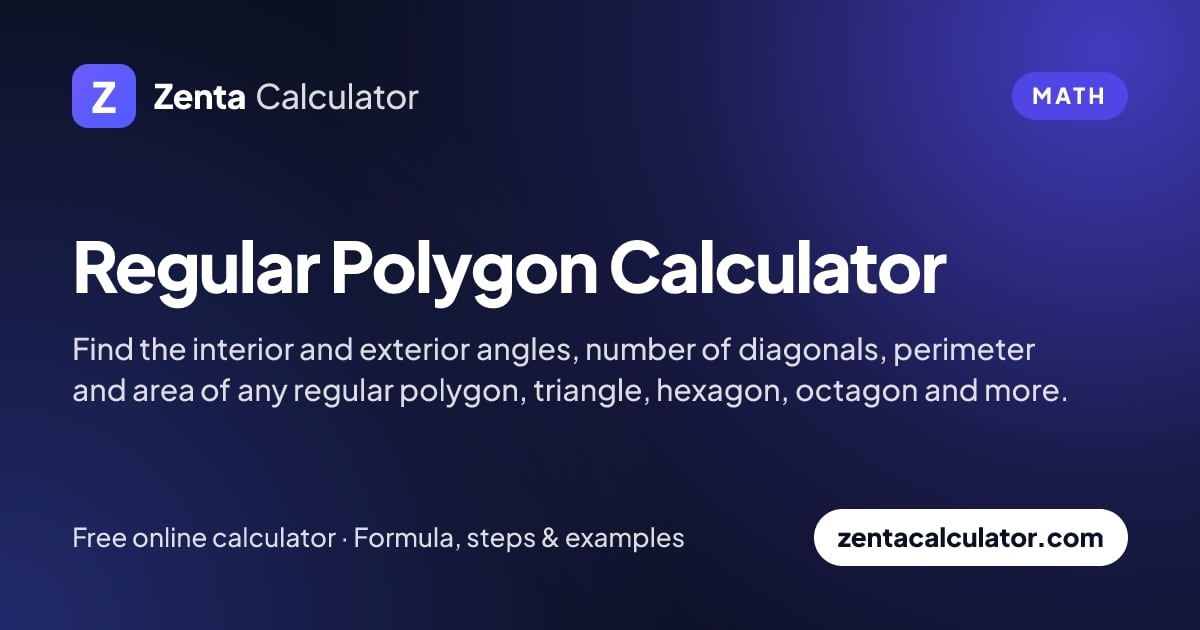 Z
Zenta Calculator
MATH
Regular Polygon Calculator
Find the interior and exterior angles, number of diagonals, perimeter
and area of any regular polygon, triangle, hexagon, octagon and more.
Free online calculator · Formula, steps & examples
zentacalculator.com